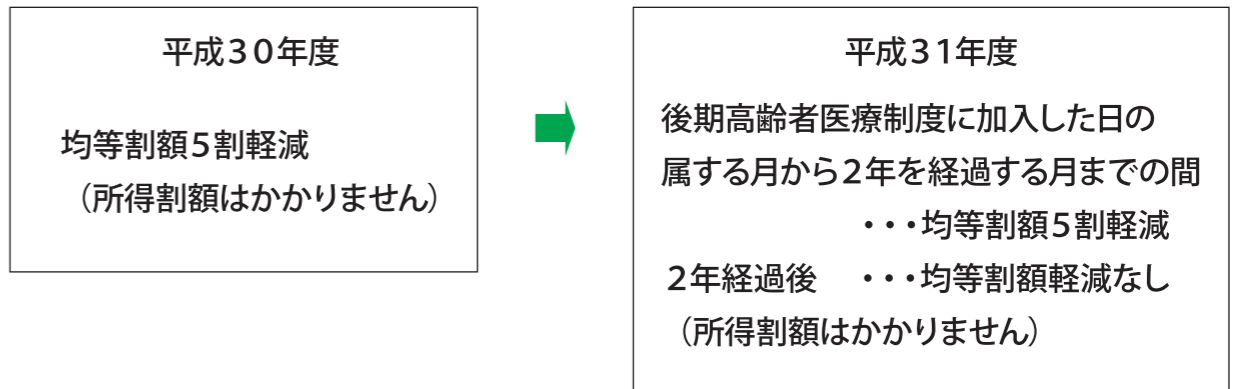 平成30年度
均等割額5割軽減
(所得割額はかかりません)
平成31年度
後期高齢者医療制度に加入した日の
属する月から2年を経過する月までの間
・・・均等割額5割軽減
2年経過後 ・・・均等割額軽減なし
(所得割額はかかりません)